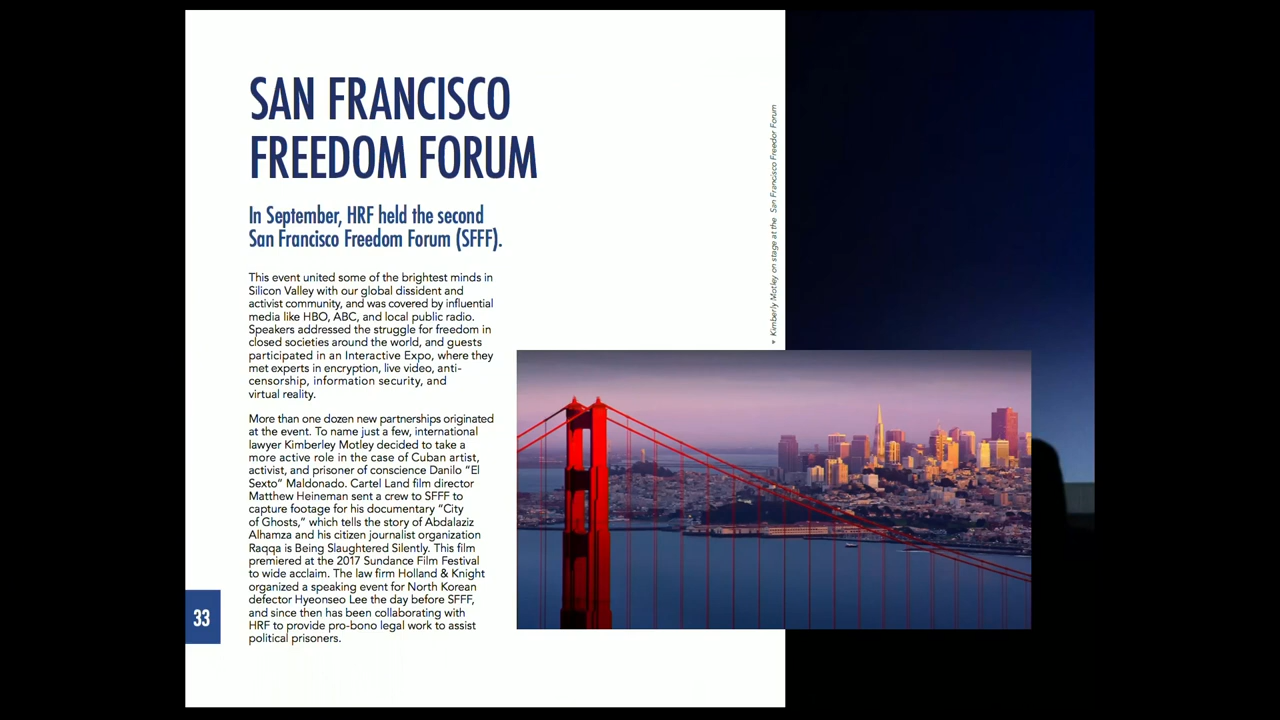 SAN FRANCISCO
FREEDOM FORUM
In September, HRF held the second
San Francisco Freedom Forum (SFFF).
This event united some of the brightest minds in
Silicon Valley with our global dissident and
activist community, and was covered by influential
media like HBO, ABC, and local public radio.
Speakers addressed the struggle for freedom in
closed societies around the world, and guests
participated in an Interactive Expo, where they
met experts in encryption, live video, anti-
censorship, information security, and
virtual reality.
More than one dozen new partnerships originated
at the event. To name just a few, international
lawyer Kimberley Motley decided to take a
more active role in the case of Cuban artist,
activist, and prisoner of conscience Danilo “El
Sexto” Maldonado. Cartel Land film director
Matthew Heineman sent a crew to SFFF to
capture footage for his documentary “City
of Ghosts,” which tells the story of Abdalaziz
Alhamza and his citizen journalist organization
Raqqa is Being Slaughtered Silently. This film
premiered at the 2017 Sundance Film Festival
to wide acclaim. The law firm Holland & Knight
organized a speaking event for North Korean
defector Hyeonseo Lee the day before SFFF,
and since then has been collaborating with
HRF to provide pro-bono legal work to assist
political prisoners.
33
Kimberly Motley on stage at the San Francisco Freedor Forum